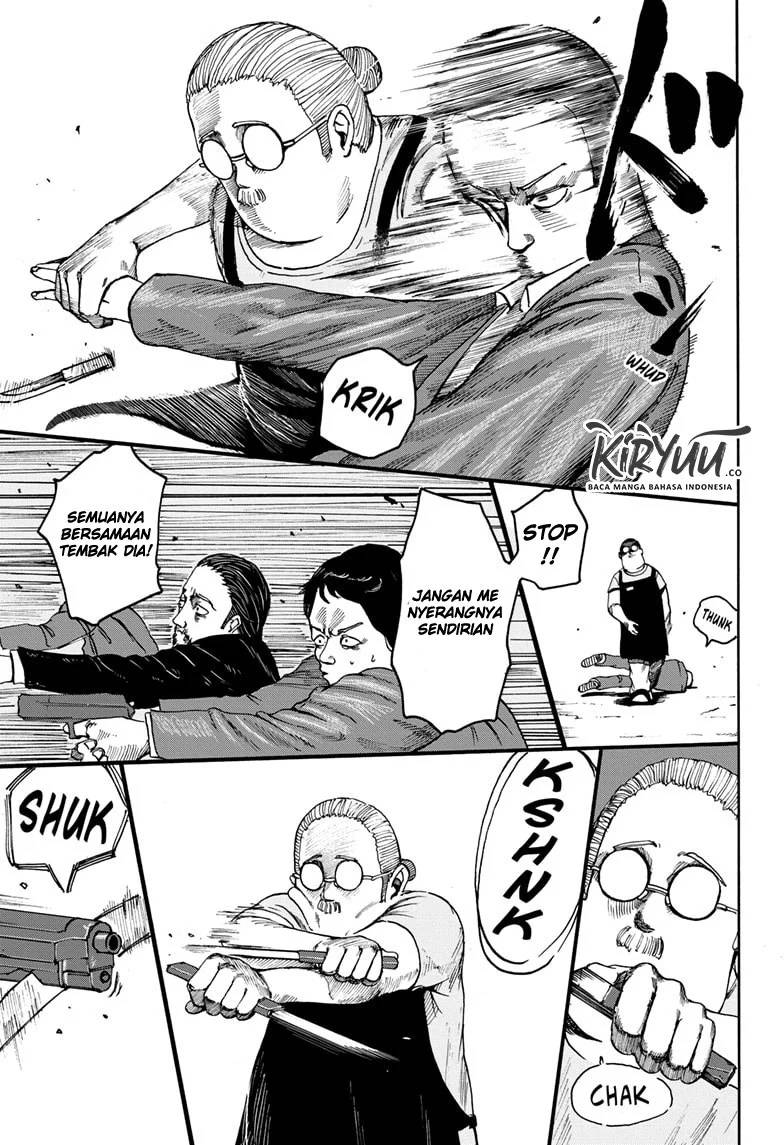 ド
WHUD
KRIK
KIRYUU.CO
BACA MANGA BAHASA INDONESIA
STOP
!!
THUNK
JANGAN ME
NYERANGNYA
SENDIRIAN
SEMUANYA
BERSAMAAN
TEMBAK DIA!
CHAK
KSHNK
SHUK